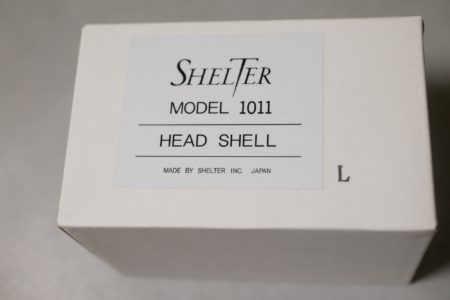 SHELTER
MODEL 1011
HEAD SHELL
MADE BY SHELTER INC. JAPAN
L